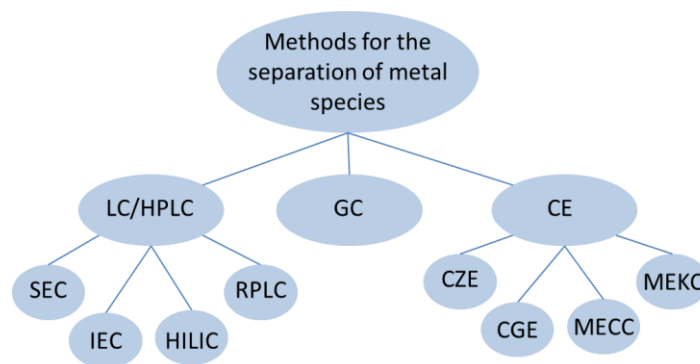 Methods for the
separation of metal
species
LC/HPLC
GC
CE
SEC
IEC
HILIC
RPLC
CZE
CGE
MECC
MEKC